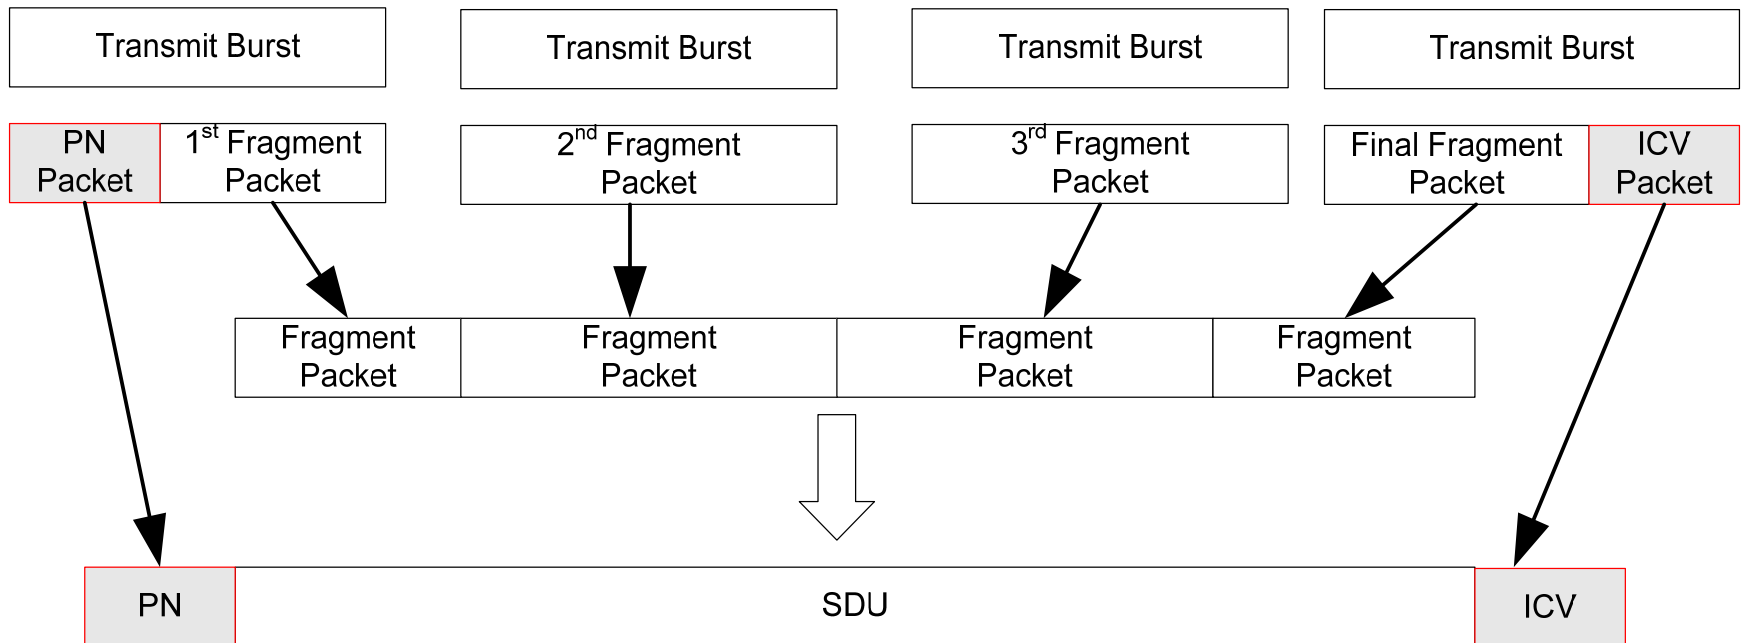 Transmit Burst
Transmit Burst
Transmit Burst
Transmit Burst
PN
Packet
1st Fragment
Packet
2nd Fragment
Packet
3rd Fragment
Packet
Final Fragment
Packet
ICV
Packet
Fragment
Packet
Fragment
Packet
Fragment
Packet
Fragment
Packet
PN
SDU
ICV